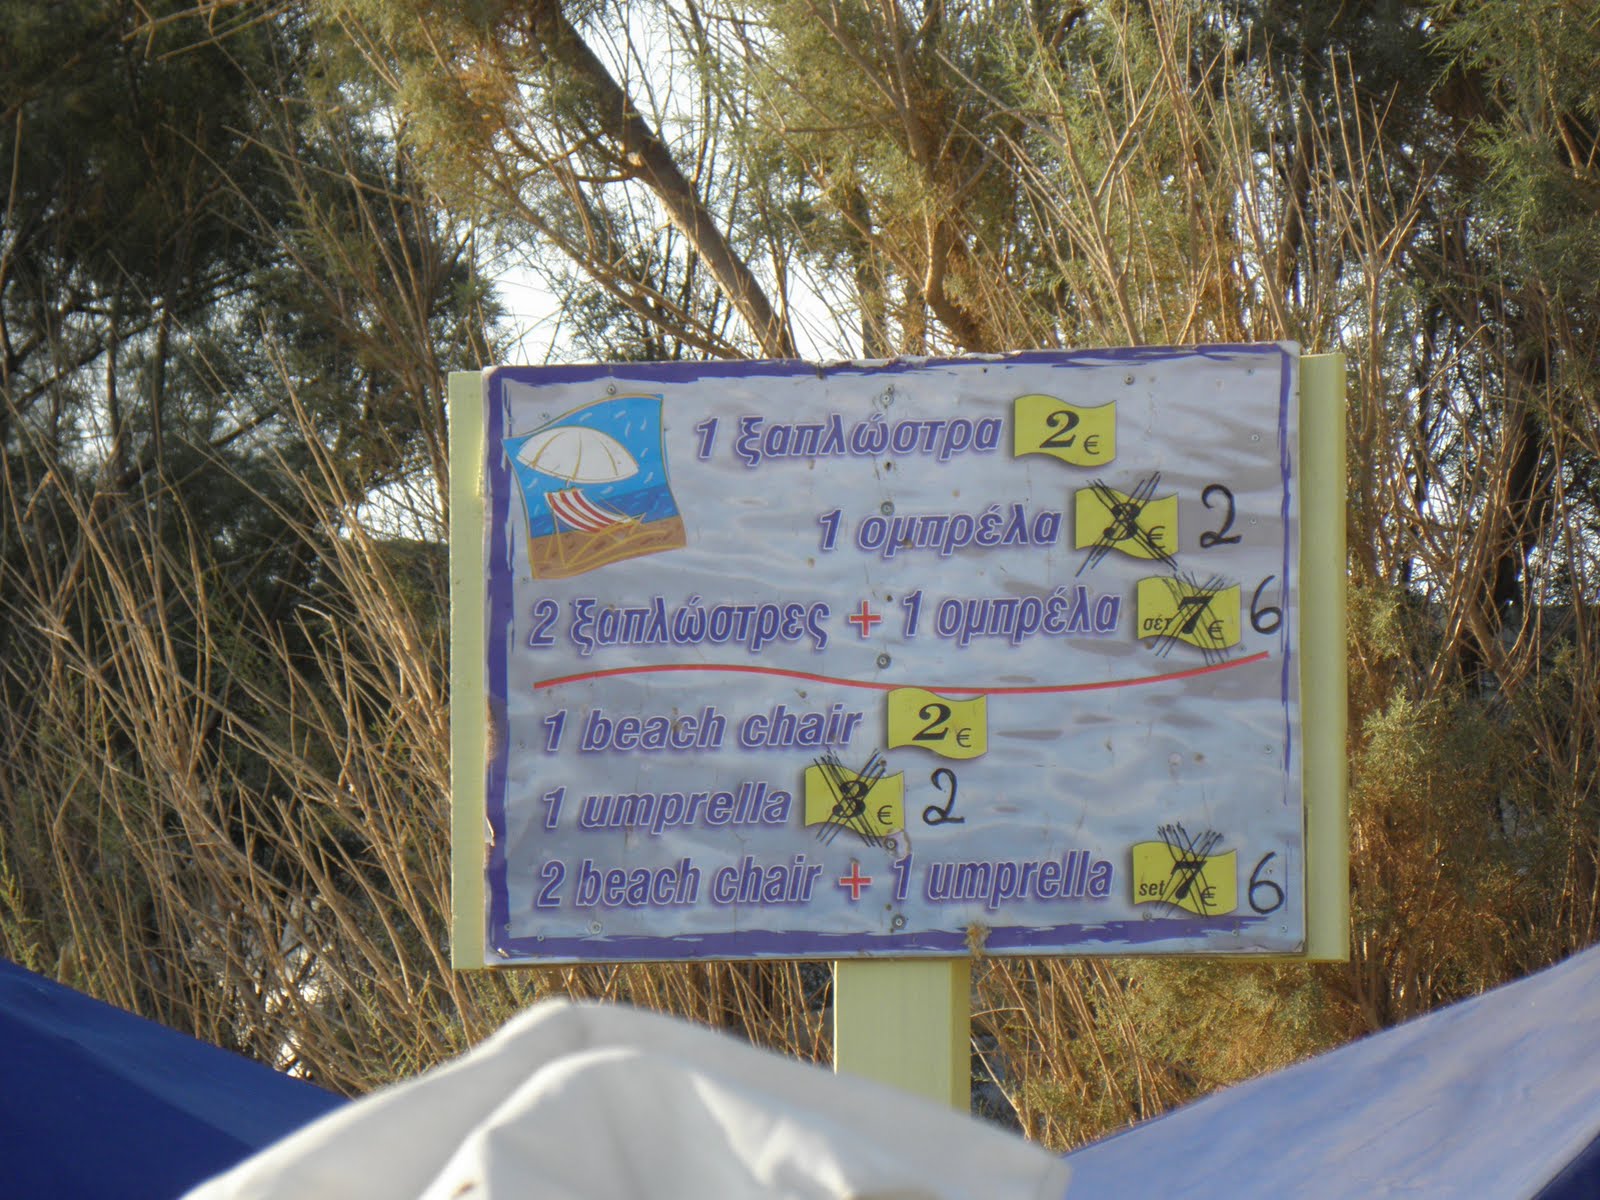 1 ξαπλώστρα 2€
1 ομπρέλα 3€ 2
2 ξαπλώστρες + 1 ομπρέλα σέτ 7€ 6
1 beach chair 2€
1 umprella 3€ 2
2 beach chair + 1 umprella set 7€ 6